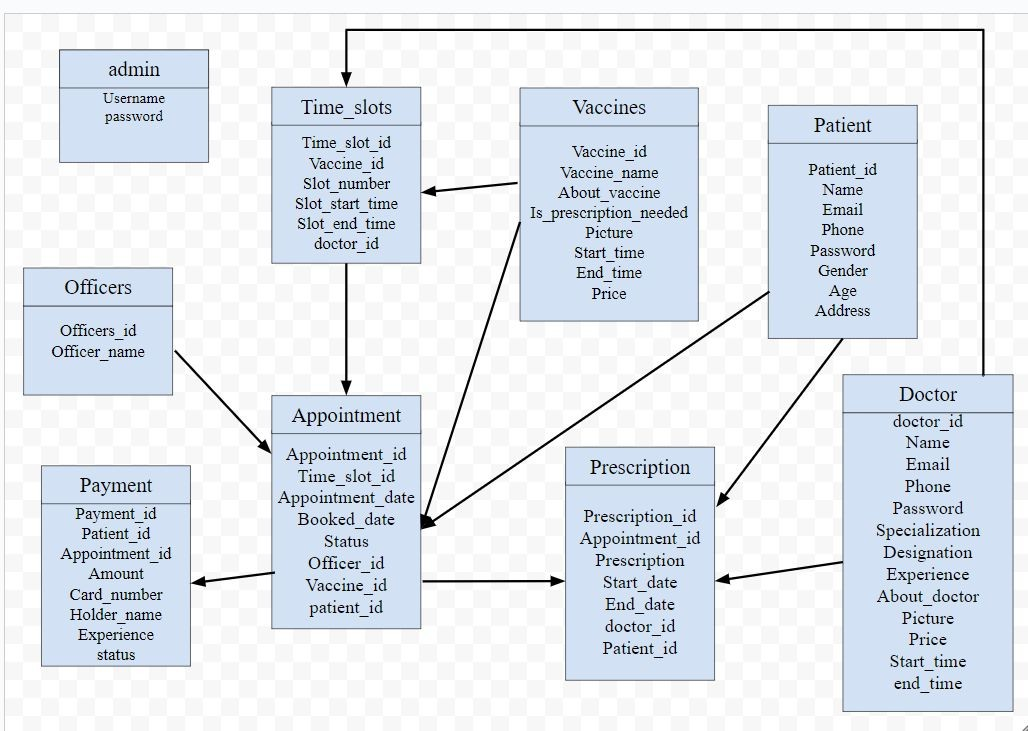 admin
Username
password
Time_slots
Time_slot_id
Vaccine_id
Slot_number
Slot_start_time
Slot_end_time
doctor_id
Vaccines
Vaccine_id
Vaccine_name
About_vaccine
Is_prescription_needed
Picture
Start_time
End_time
Price
Patient
Patient_id
Name
Email
Phone
Password
Gender
Age
Address
Officers
Officers_id
Officer_name
Appointment
Appointment_id
Time_slot_id
Appointment_date
Booked_date
Status
Officer_id
Vaccine_id
patient_id
Payment
Payment_id
Patient_id
Appointment_id
Amount
Card_number
Holder_name
Experience
status
Prescription
Prescription_id
Appointment_id
Prescription
Start_date
End_date
doctor_id
Patient_id
Doctor
doctor_id
Name
Email
Phone
Password
Specialization
Designation
Experience
About_doctor
Picture
Price
Start_time
end_time